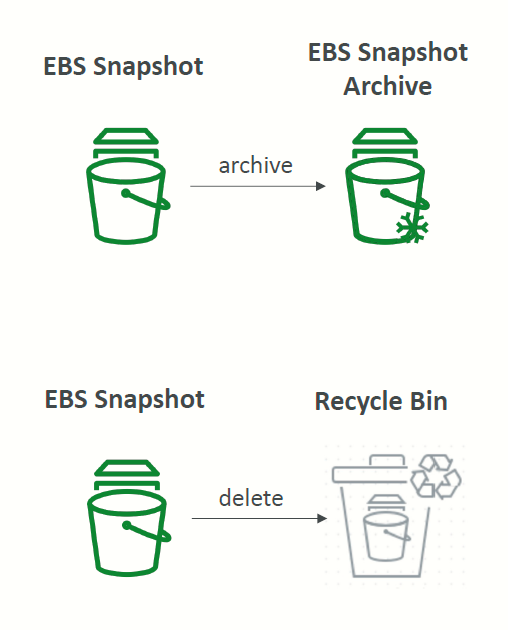 EBS Snapshot
EBS Snapshot
Archive
archive
EBS Snapshot
Recycle Bin
delete